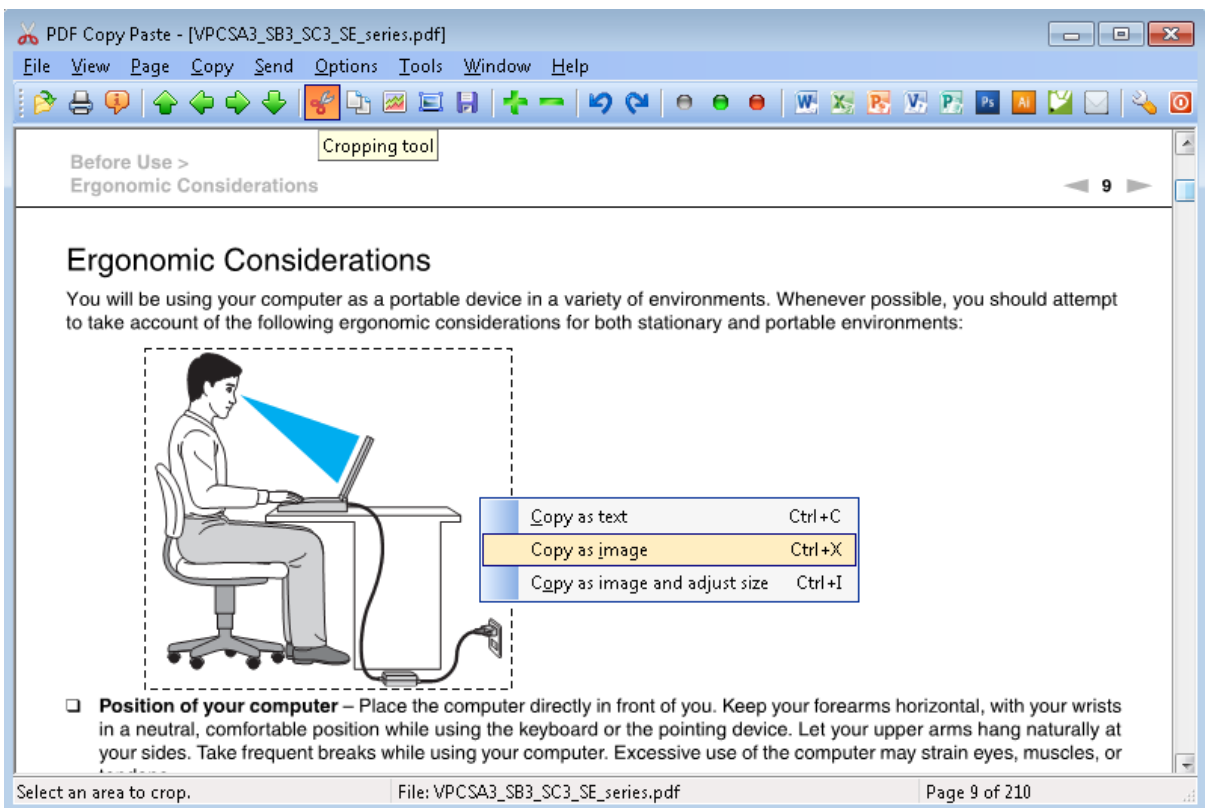 PDF Copy Paste - [VPCSA3_SB3_SC3_SE_series.pdf]
File View Page Copy Send Options Tools Window Help
W X P V P Ps Ai
Cropping tool
Before Use >
Ergonomic Considerations
9
Ergonomic Considerations
You will be using your computer as a portable device in a variety of environments. Whenever possible, you should attempt
to take account of the following ergonomic considerations for both stationary and portable environments:
Copy as text Ctrl+C
Copy as image Ctrl+X
Copy as image and adjust size Ctrl+I
❑ Position of your computer – Place the computer directly in front of you. Keep your forearms horizontal, with your wrists
in a neutral, comfortable position while using the keyboard or the pointing device. Let your upper arms hang naturally at
your sides. Take frequent breaks while using your computer. Excessive use of the computer may strain eyes, muscles, or
Select an area to crop. File: VPCSA3_SB3_SC3_SE_series.pdf Page 9 of 210